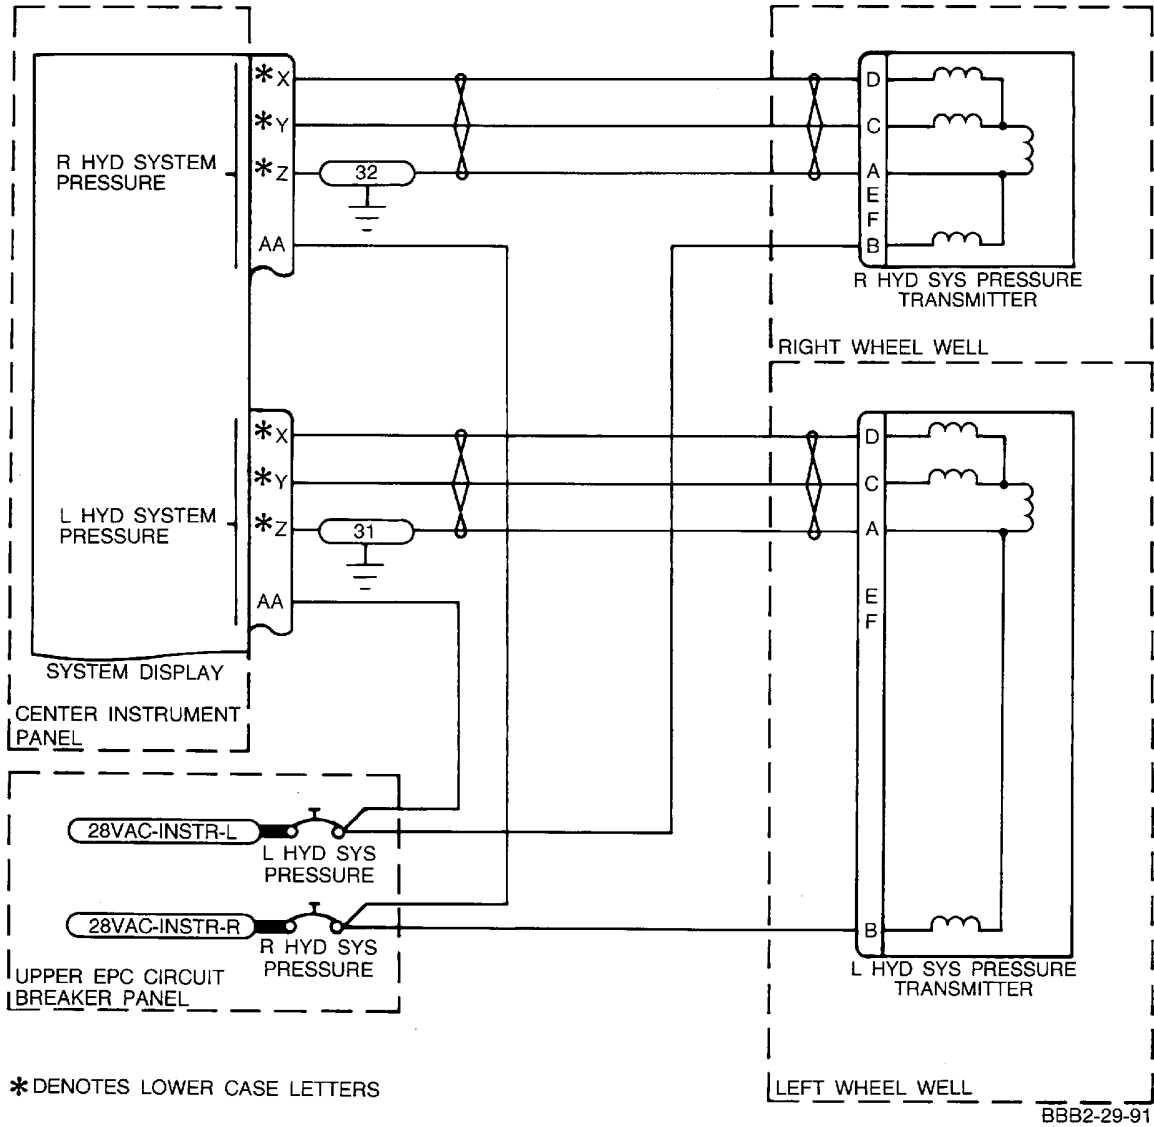 R HYD SYSTEM
PRESSURE
*X
*Y
*Z
AA
32
D
C
A
E
F
B
R HYD SYS PRESSURE
TRANSMITTER
RIGHT WHEEL WELL
L HYD SYSTEM
PRESSURE
*X
*Y
*Z
AA
31
D
C
A
E
F
B
L HYD SYS PRESSURE
TRANSMITTER
LEFT WHEEL WELL
SYSTEM DISPLAY
CENTER INSTRUMENT
PANEL
28VAC-INSTR-L
L HYD SYS
PRESSURE
28VAC-INSTR-R
R HYD SYS
PRESSURE
UPPER EPC CIRCUIT
BREAKER PANEL
*DENOTES LOWER CASE LETTERS
BBB2-29-91